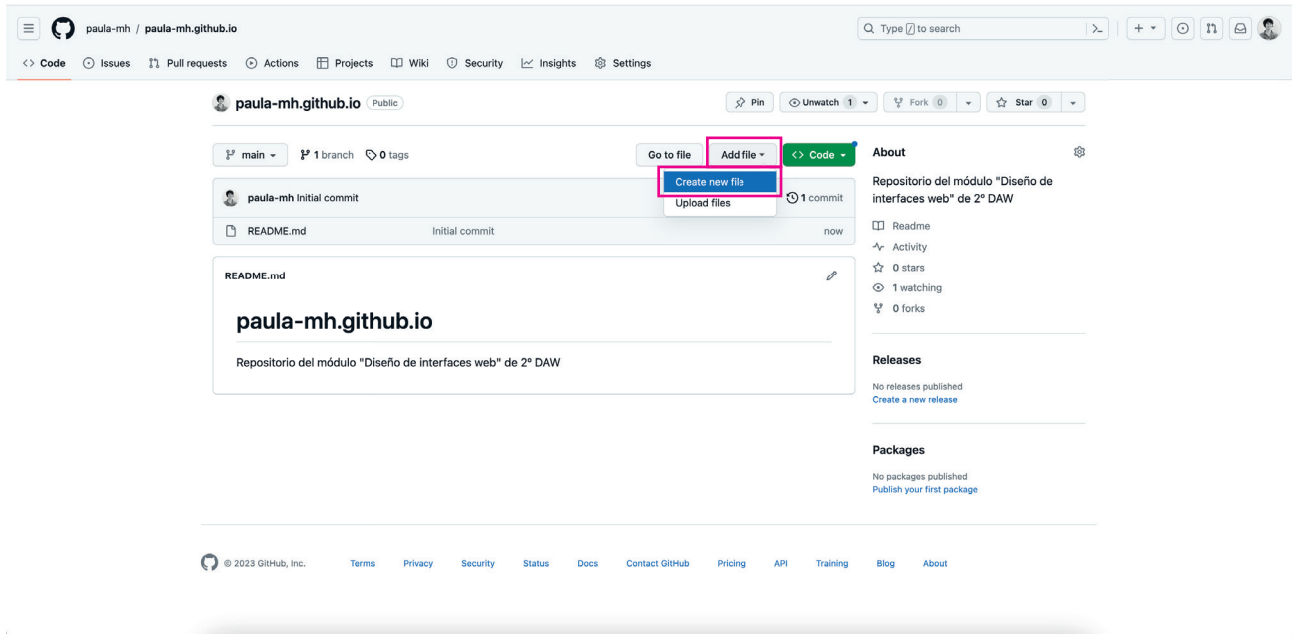 paula-mh / paula-mh.github.io
Type / to search
Code Issues Pull requests Actions Projects Wiki Security Insights Settings
paula-mh.github.io Public
Pin Unwatch 1 Fork 0 Star 0
main 1 branch 0 tags
Go to file Add file Code
Create new file
Upload files
paula-mh Initial commit
1 commit
README.md Initial commit now
README.md
paula-mh.github.io
Repositorio del módulo "Diseño de interfaces web" de 2º DAW
About
Repositorio del módulo "Diseño de
interfaces web" de 2º DAW
Readme
Activity
0 stars
1 watching
0 forks
Releases
No releases published
Create a new release
Packages
No packages published
Publish your first package
© 2023 GitHub, Inc. Terms Privacy Security Status Docs Contact GitHub Pricing API Training Blog About